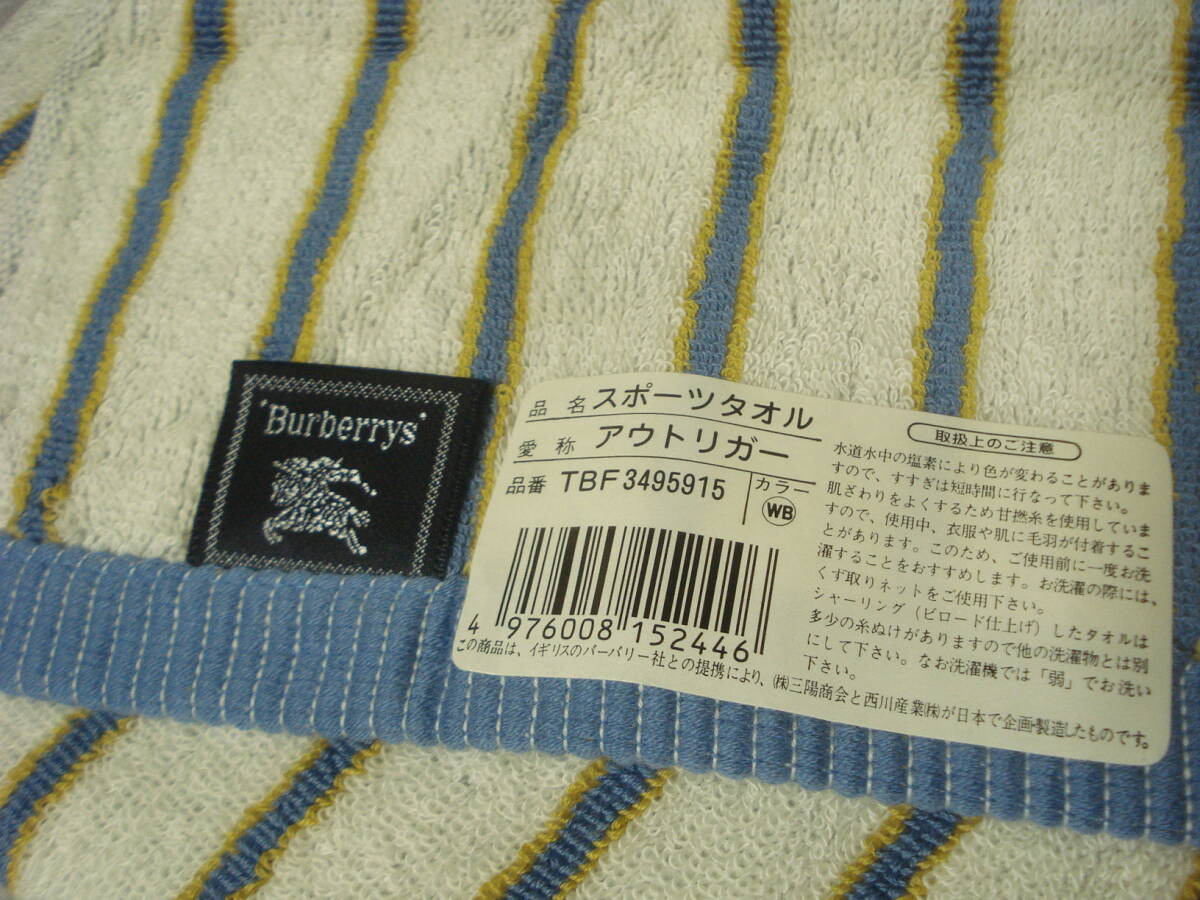 Burberrys'
品名 スポーツタオル
愛称 アウトリガー
品番 TBF3495915
カラー
WB
4 976008 152446
取扱上のご注意
水道水中の塩素により色が変わることがありま
すので、すすぎは短時間に行なって下さい。
肌ざわりをよくするため甘撚糸を使用していま
すので、使用中、衣服や肌に毛羽が付着するこ
とがあります。このため、ご使用前に一度お洗
濯することをおすすめします。お洗濯の際には、
くず取りネットをご使用下さい。
シャーリング(ビロード仕上げ)したタオルは
多少の糸ぬけがありますので他の洗濯物とは別
にして下さい。なお洗濯機では「弱」でお洗い
下さい。
この商品は、イギリスのバーバリー社との提携により、㈱三陽商会と西川産業㈱が日本で企画・製造したものです。